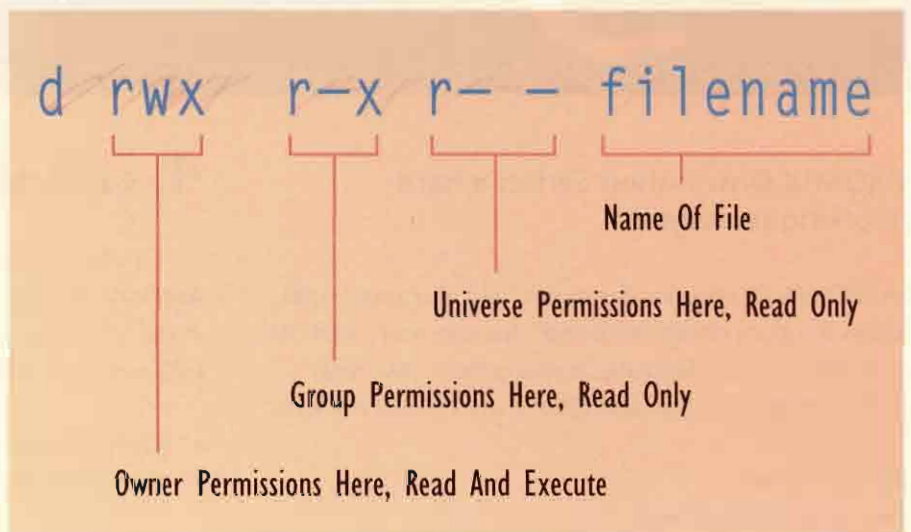 d rwx r-x r-- filename
Name Of File
Universe Permissions Here, Read Only
Group Permissions Here, Read Only
Owner Permissions Here, Read And Execute